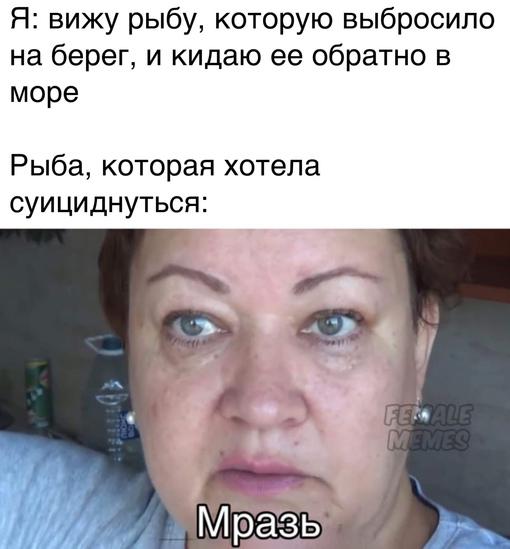 Я: вижу рыбу, которую выбросило
на берег, и кидаю ее обратно в
море
Рыба, которая хотела
суициднуться:
FEMALE
MEMES
Мразь